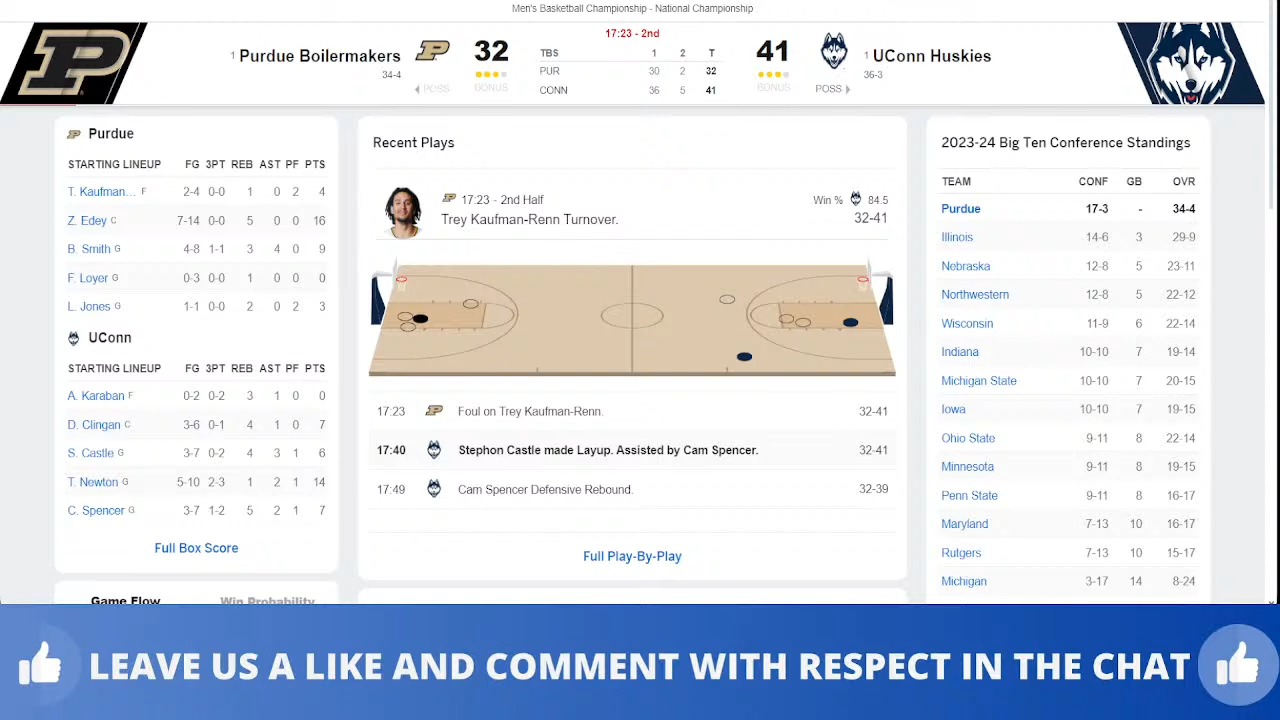 Men's Basketball Championship - National Championship
17:23 - 2nd
1 Purdue Boilermakers 32
34-4
POSS BONUS
TBS 1 2 T
PUR 30 2 32
CONN 36 5 41
41 1 UConn Huskies
36-3
BONUS POSS
Purdue
STARTING LINEUP FG 3PT REB AST PF PTS
T. Kaufman... F 2-4 0-0 1 0 2 4
Z. Edey C 7-14 0-0 5 0 0 16
B. Smith G 4-8 1-1 3 4 0 9
F. Loyer G 0-3 0-0 1 0 0 0
L. Jones G 1-1 0-0 2 0 2 3
UConn
STARTING LINEUP FG 3PT REB AST PF PTS
A. Karaban F 0-2 0-2 3 1 0 0
D. Clingan C 3-6 0-1 4 1 0 7
S. Castle G 3-7 0-2 4 3 1 6
T. Newton G 5-10 2-3 1 2 1 14
C. Spencer G 3-7 1-2 5 2 1 7
Full Box Score
Game Flow Win Probability
Recent Plays
17:23 - 2nd Half Win % 84.5
Trey Kaufman-Renn Turnover. 32-41
17:23 Foul on Trey Kaufman-Renn. 32-41
17:40 Stephon Castle made Layup. Assisted by Cam Spencer. 32-41
17:49 Cam Spencer Defensive Rebound. 32-39
Full Play-By-Play
2023-24 Big Ten Conference Standings
TEAM CONF GB OVR
Purdue 17-3 - 34-4
Illinois 14-6 3 29-9
Nebraska 12-8 5 23-11
Northwestern 12-8 5 22-12
Wisconsin 11-9 6 22-14
Indiana 10-10 7 19-14
Michigan State 10-10 7 20-15
Iowa 10-10 7 19-15
Ohio State 9-11 8 22-14
Minnesota 9-11 8 19-15
Penn State 9-11 8 16-17
Maryland 7-13 10 16-17
Rutgers 7-13 10 15-17
Michigan 3-17 14 8-24
LEAVE US A LIKE AND COMMENT WITH RESPECT IN THE CHAT